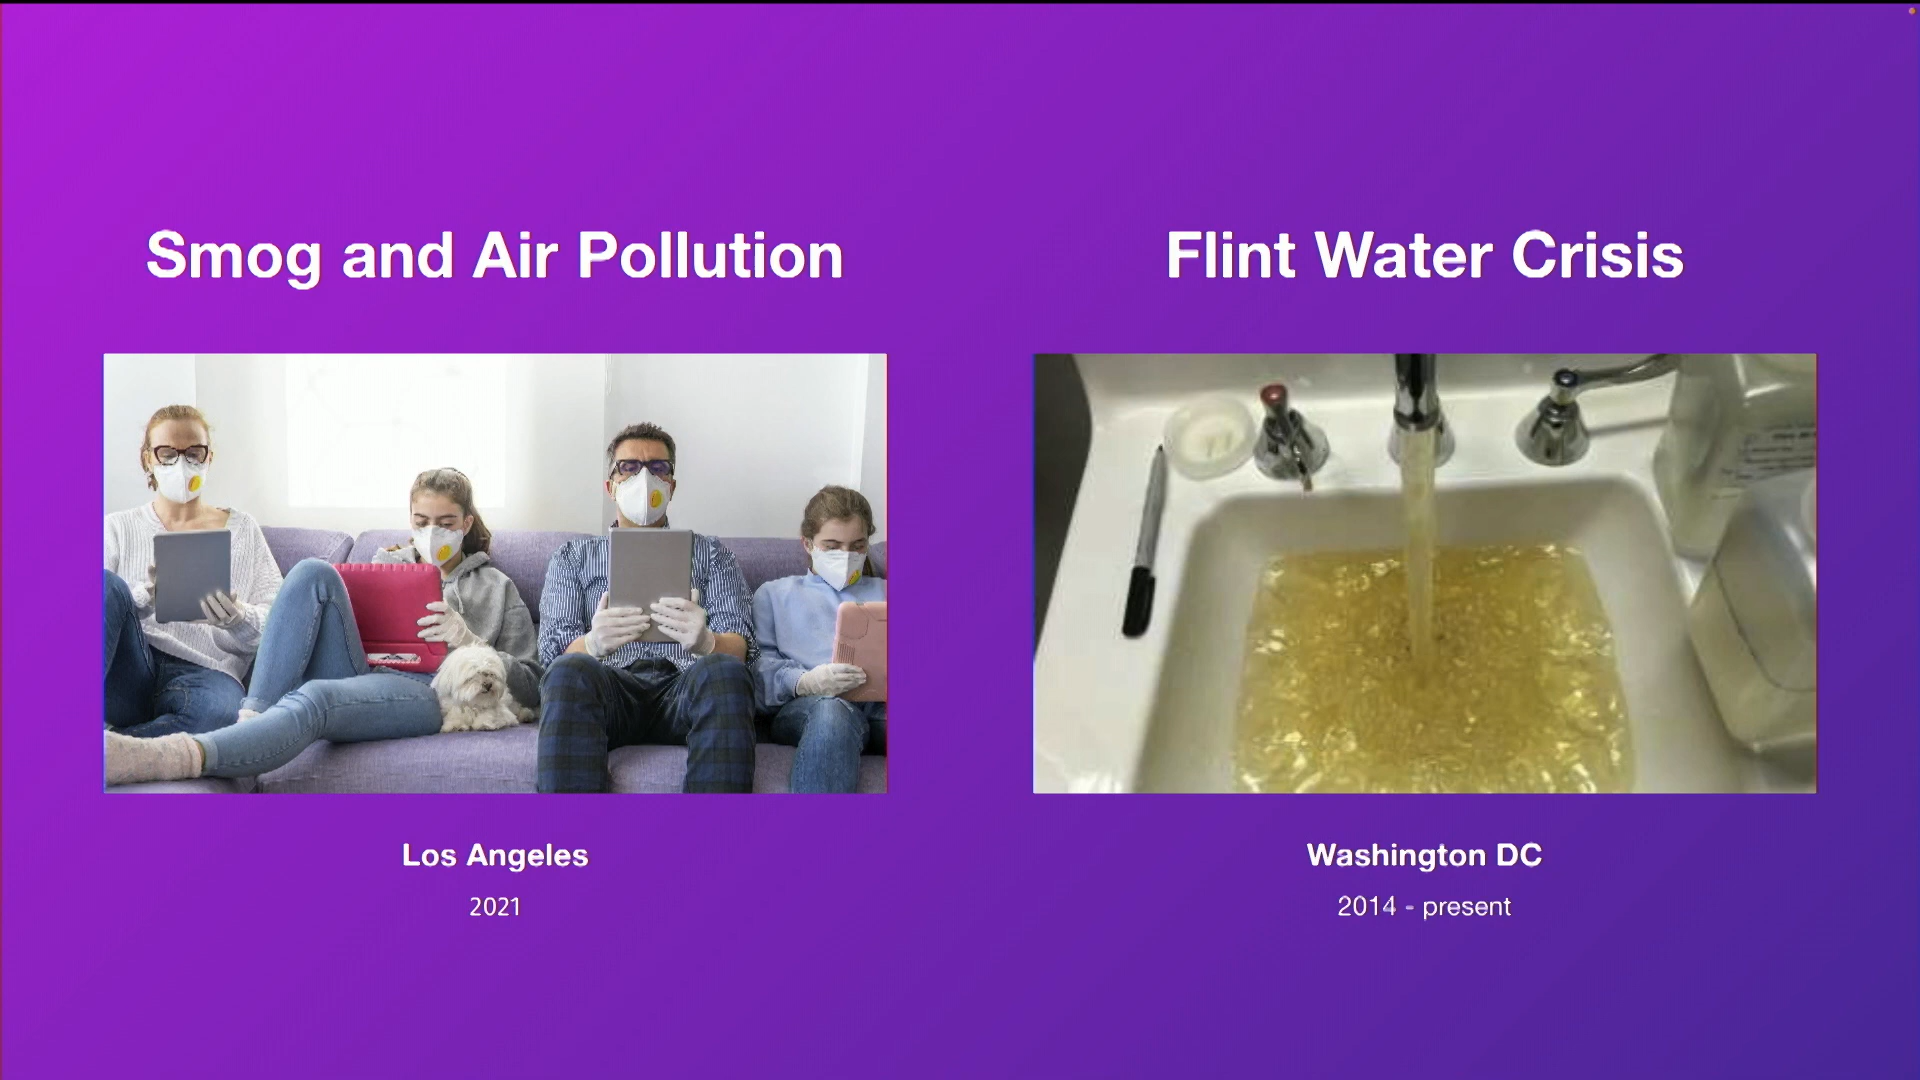 Smog and Air Pollution
Flint Water Crisis
Los Angeles
2021
Washington DC
2014 - present